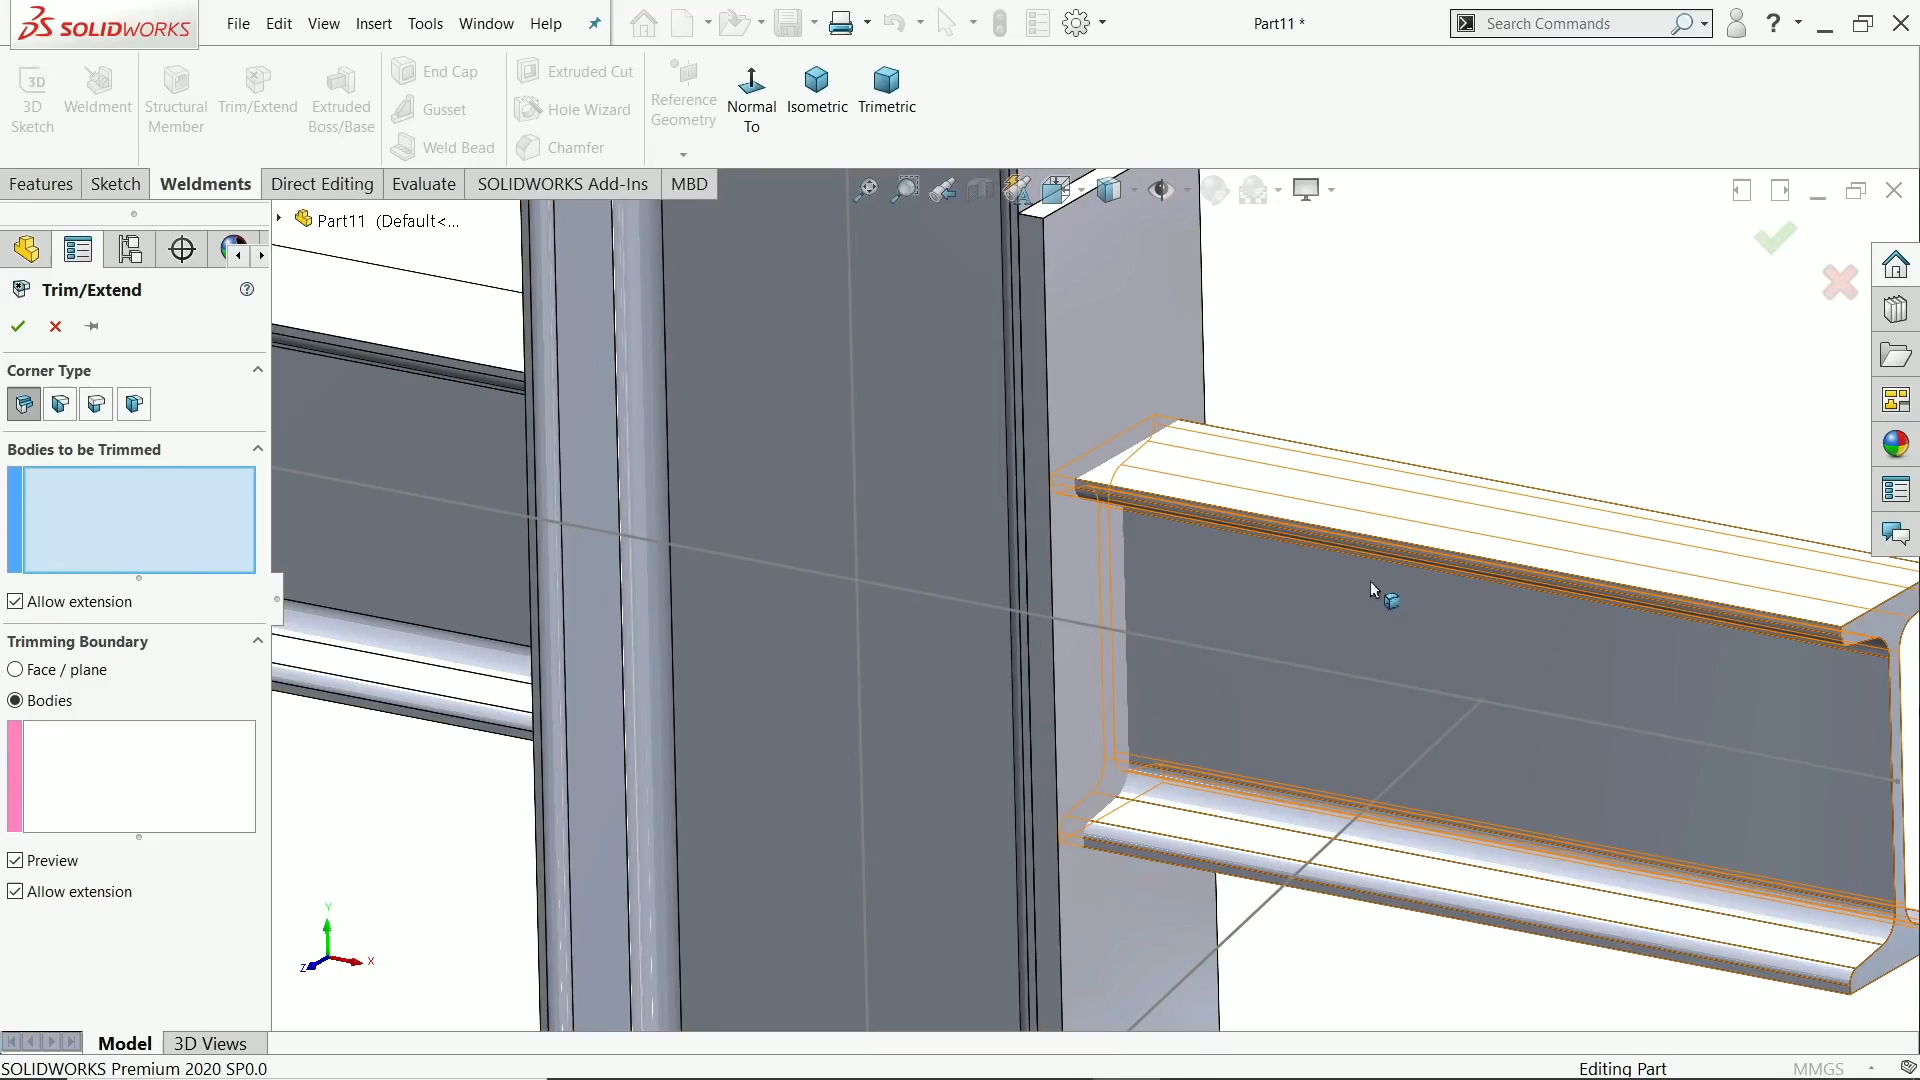 SOLIDWORKS
File Edit View Insert Tools Window Help
Part11 *
Search Commands
?
3D Sketch
Weldment
Structural Member
Trim/Extend
Extruded Boss/Base
End Cap
Gusset
Weld Bead
Extruded Cut
Hole Wizard
Chamfer
Reference Geometry
Normal To
Isometric
Trimetric
Features Sketch Weldments Direct Editing Evaluate SOLIDWORKS Add-Ins MBD
Part11 (Default<...
Trim/Extend
Corner Type
Bodies to be Trimmed
Allow extension
Trimming Boundary
Face / plane
Bodies
Preview
Allow extension
Y
X
Z
Model 3D Views
SOLIDWORKS Premium 2020 SP0.0
Editing Part
MMGS